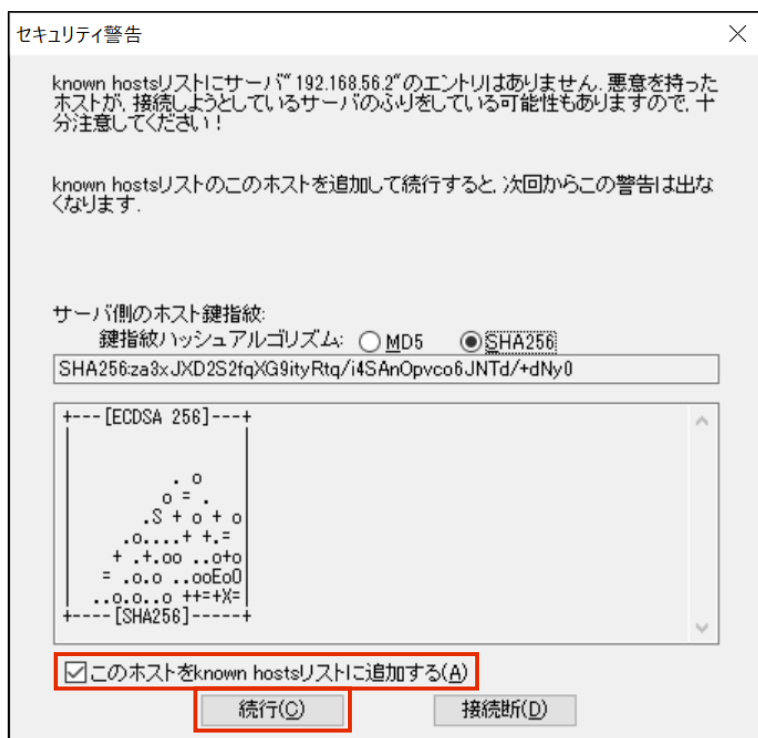 セキュリティ警告
known hostsリストにサーバ"192.168.56.2"のエントリはありません. 悪意を持った
ホストが, 接続しようとしているサーバのふりをしている可能性もありますので, 十
分注意してください！
known hostsリストのこのホストを追加して続行すると, 次回からこの警告は出な
くなります.
サーバ側のホスト鍵指紋:
鍵指紋ハッシュアルゴリズム: MD5 SHA256
SHA256:za3xJXD2S2fqXG9ityRtq/i4SAnOpvco6JNTd/+dNy0
+---[ECDSA 256]---+
|                 |
|                 |
|          . o    |
|         o = .   |
|       .S + o + o|
|     .o....+ +.= |
|    + .+.oo ..o+o|
|   = .o.o ..ooEoO|
|  ..o.o..o ++=+X=|
+----[SHA256]-----+
このホストをknown hostsリストに追加する(A)
続行(C) 接続断(D)